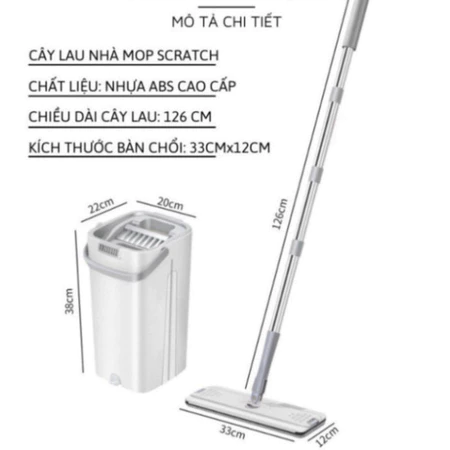 MÔ TẢ CHI TIẾT
CÂY LAU NHÀ MOP SCRATCH
CHẤT LIỆU: NHỰA ABS CAO CẤP
CHIỀU DÀI CÂY LAU: 126 CM
KÍCH THƯỚC BÀN CHỔI: 33CMx12CM
22cm
20cm
38cm
126cm
33cm
12cm